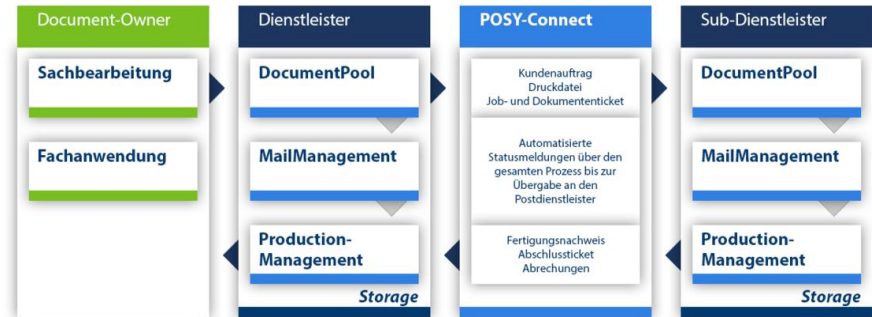 Document-Owner
Sachbearbeitung
Fachanwendung
Dienstleister
DocumentPool
MailManagement
Production-
Management
Storage
POSY-Connect
Kundenauftrag
Druckdatei
Job- und Dokumententicket
Automatisierte
Statusmeldungen über den
gesamten Prozess bis zur
Übergabe an den
Postdienstleister
Fertigungsnachweis
Abschlussticket
Abrechungen
Sub-Dienstleister
DocumentPool
MailManagement
Production-
Management
Storage